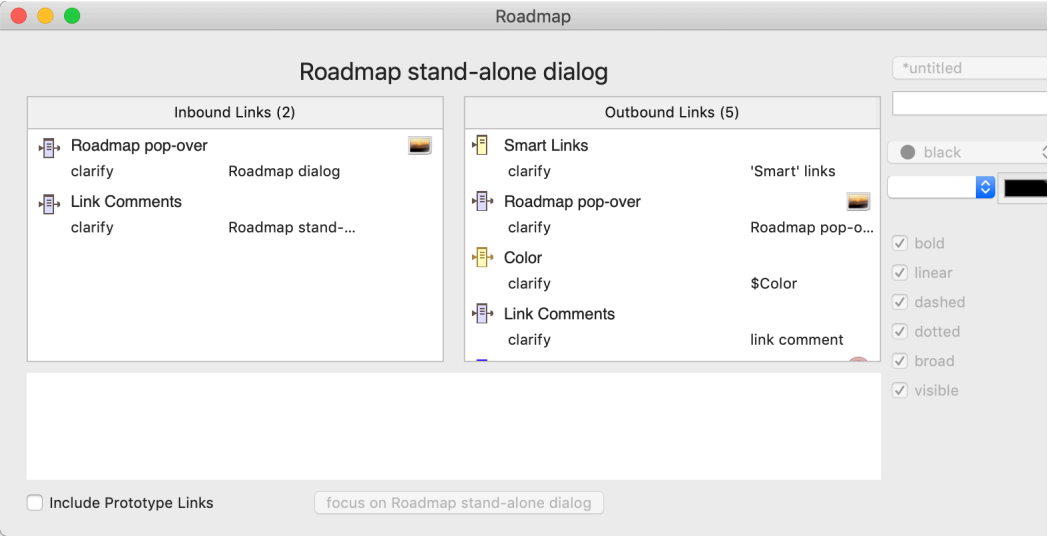 Roadmap
Roadmap stand-alone dialog
Inbound Links (2)
Roadmap pop-over
clarify Roadmap dialog
Link Comments
clarify Roadmap stand-...
Outbound Links (5)
Smart Links
clarify 'Smart' links
Roadmap pop-over
clarify Roadmap pop-o...
Color
clarify $Color
Link Comments
clarify link comment
*untitled
black
bold
linear
dashed
dotted
broad
visible
Include Prototype Links
focus on Roadmap stand-alone dialog